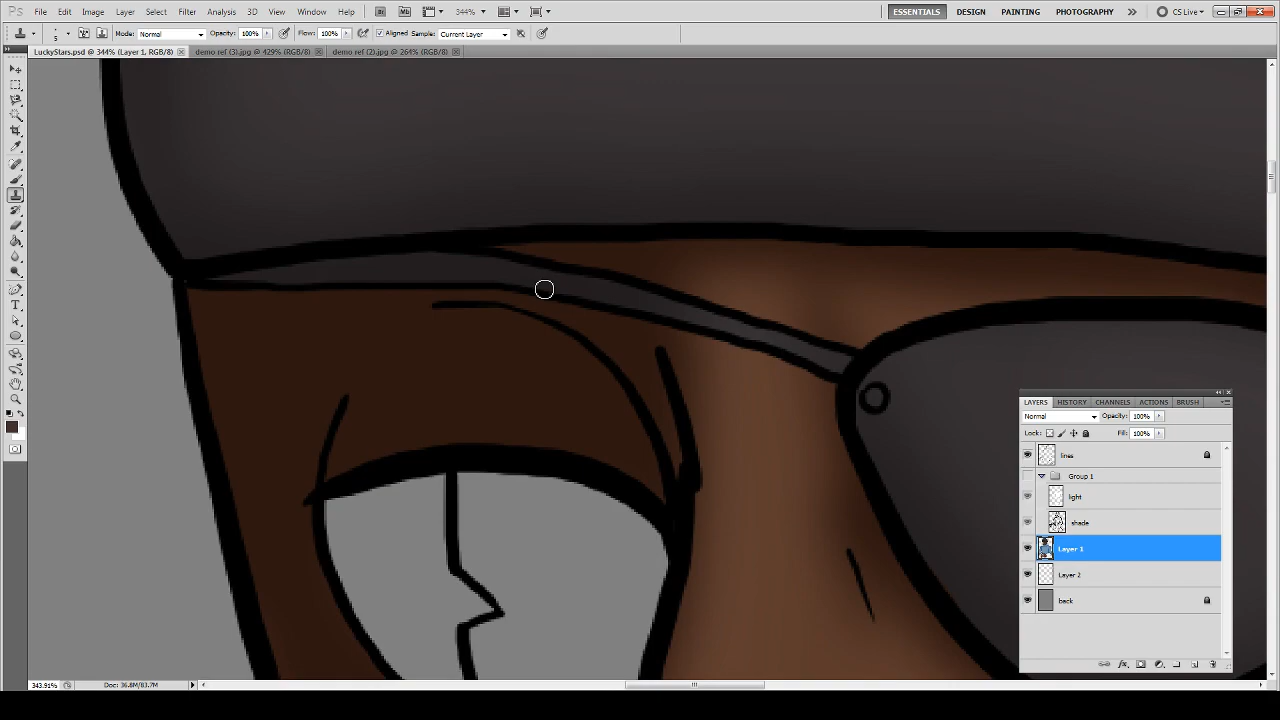 Ps File Edit Image Layer Select Filter Analysis 3D View Window Help Br Mb 344% ESSENTIALS DESIGN PAINTING PHOTOGRAPHY CS Live
5 Mode: Normal Opacity: 100% Flow: 100% Aligned Sample: Current Layer
LuckyStars.psd @ 344% (Layer 1, RGB/8) demo ref (3).jpg @ 429% (RGB/8) demo ref (2).jpg @ 264% (RGB/8)
LAYERS HISTORY CHANNELS ACTIONS BRUSH
Normal Opacity: 100%
Lock: Fill: 100%
lines
Group 1
light
shade
Layer 1
Layer 2
back
343.91% Doc: 36.8M/83.7M